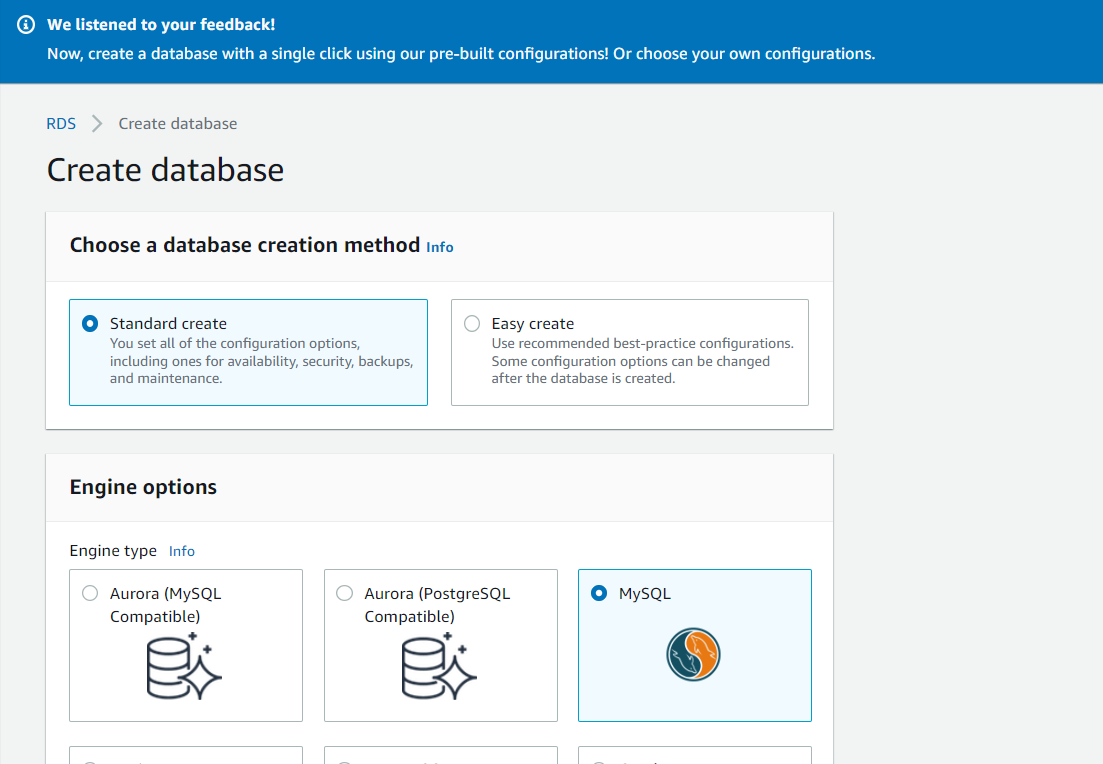 We listened to your feedback!
Now, create a database with a single click using our pre-built configurations! Or choose your own configurations.
RDS
Create database
Create database
Choose a database creation method Info
Standard create
You set all of the configuration options,
including ones for availability, security, backups,
and maintenance.
Easy create
Use recommended best-practice configurations.
Some configuration options can be changed
after the database is created.
Engine options
Engine type Info
Aurora (MySQL
Compatible)
Aurora (PostgreSQL
Compatible)
MySQL